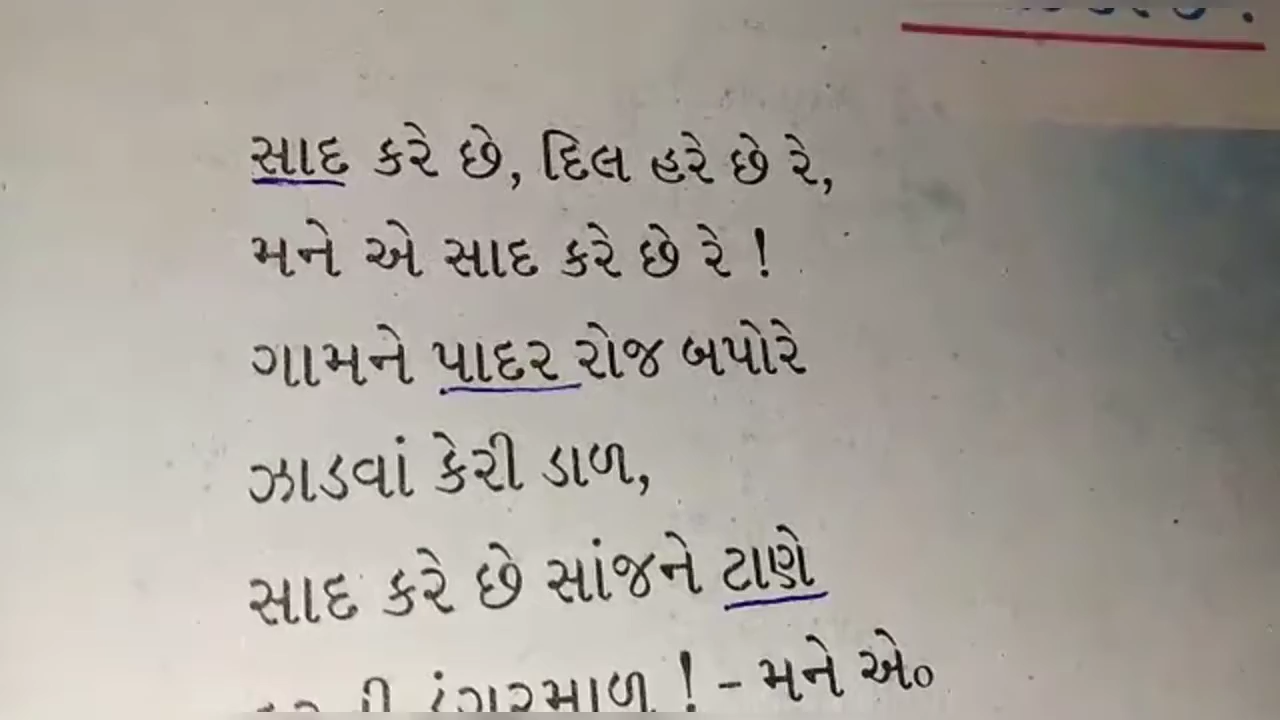 સાદ કરે છે, દિલ હરે છે રે,
મને એ સાદ કરે છે રે !
ગામને પાદર રોજ બપોરે
ઝાડવાં કેરી ડાળ,
સાદ કરે છે સાંજને ટાણે
! - મને એ૦